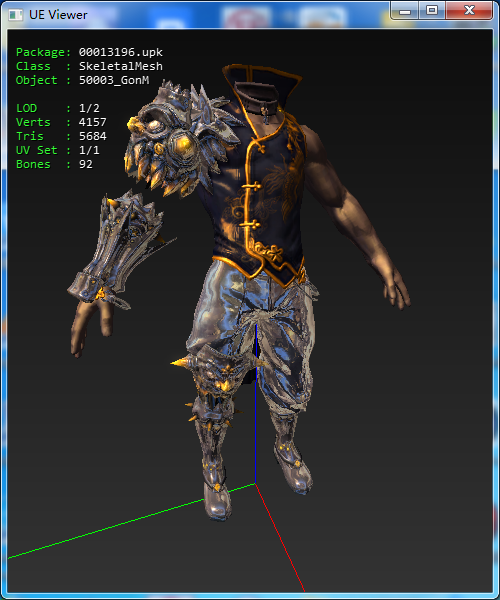 UE Viewer
Package: 00013196.upk
Class : SkeletalMesh
Object : 50003_GonM
LOD : 1/2
Verts : 4157
Tris : 5684
UV Set : 1/1
Bones : 92